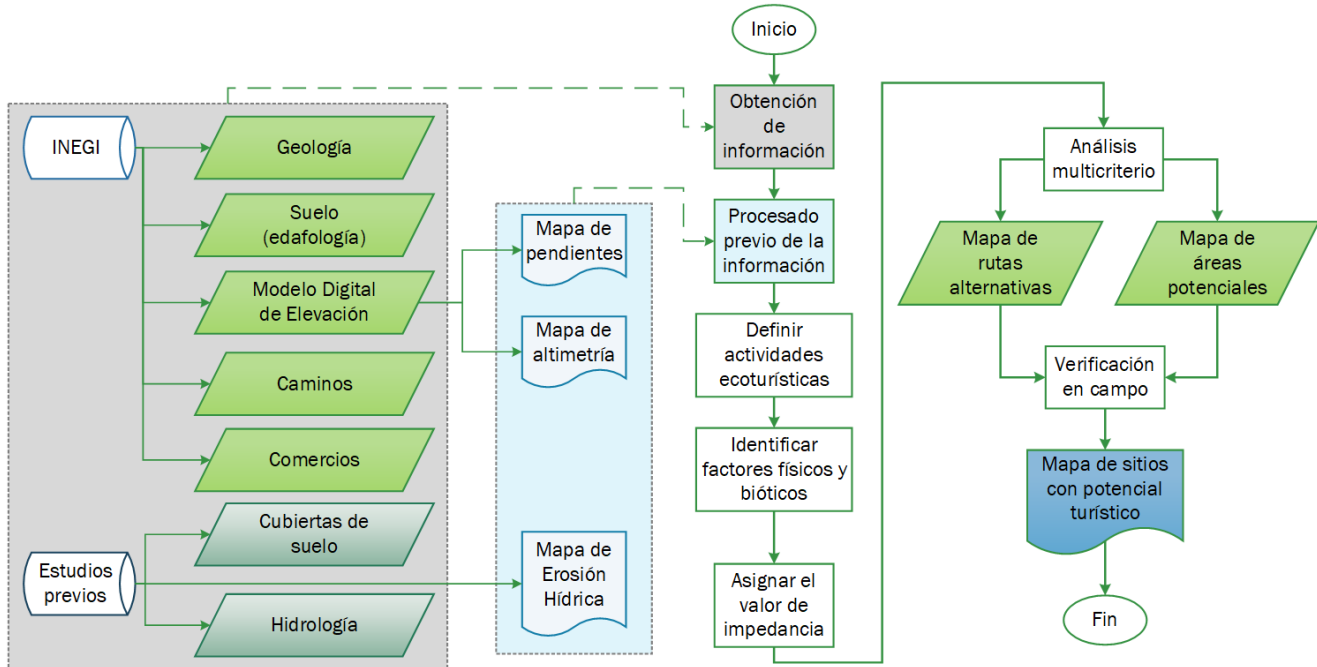 Inicio
Obtención
de
información
Procesado
previo de la
información
Definir
actividades
ecoturísticas
Identificar
factores físicos y
bióticos
Asignar el
valor de
impedancia
INEGI
Geología
Suelo
(edafología)
Modelo Digital
de Elevación
Caminos
Comercios
Estudios
previos
Cubiertas de
suelo
Hidrología
Mapa de
pendientes
Mapa de
altimetría
Mapa de
Erosión
Hídrica
Análisis
multicriterio
Mapa de
rutas
alternativas
Mapa de
áreas
potenciales
Verificación
en campo
Mapa de sitios
con potencial
turístico
Fin